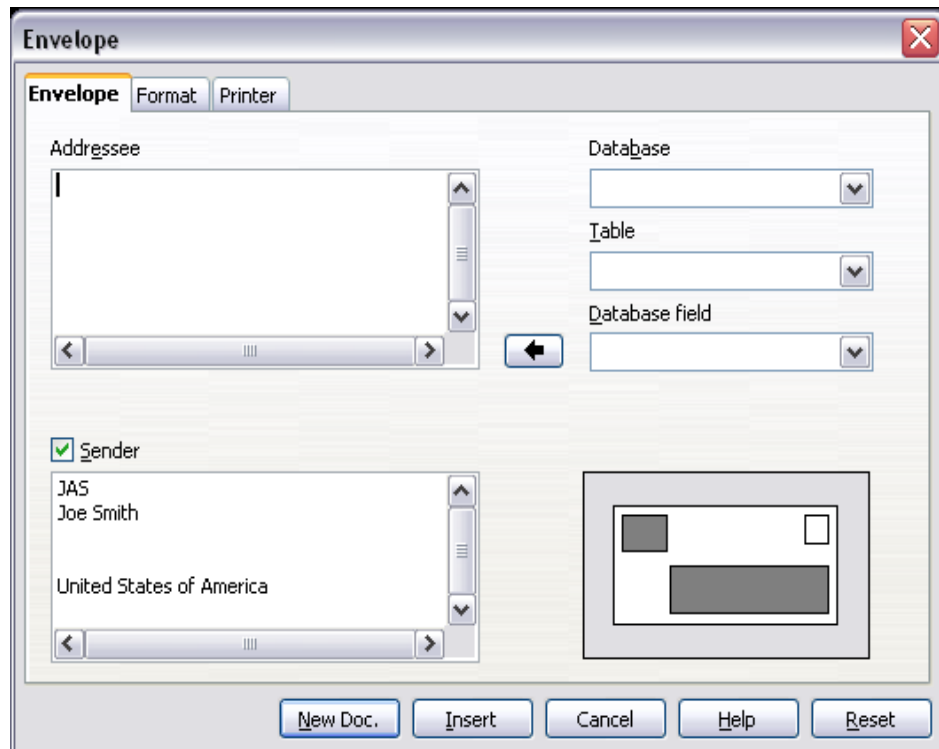 Envelope
Envelope Format Printer
Addressee
Database
Table
Database field
Sender
JAS
Joe Smith
United States of America
New Doc. Insert Cancel Help Reset